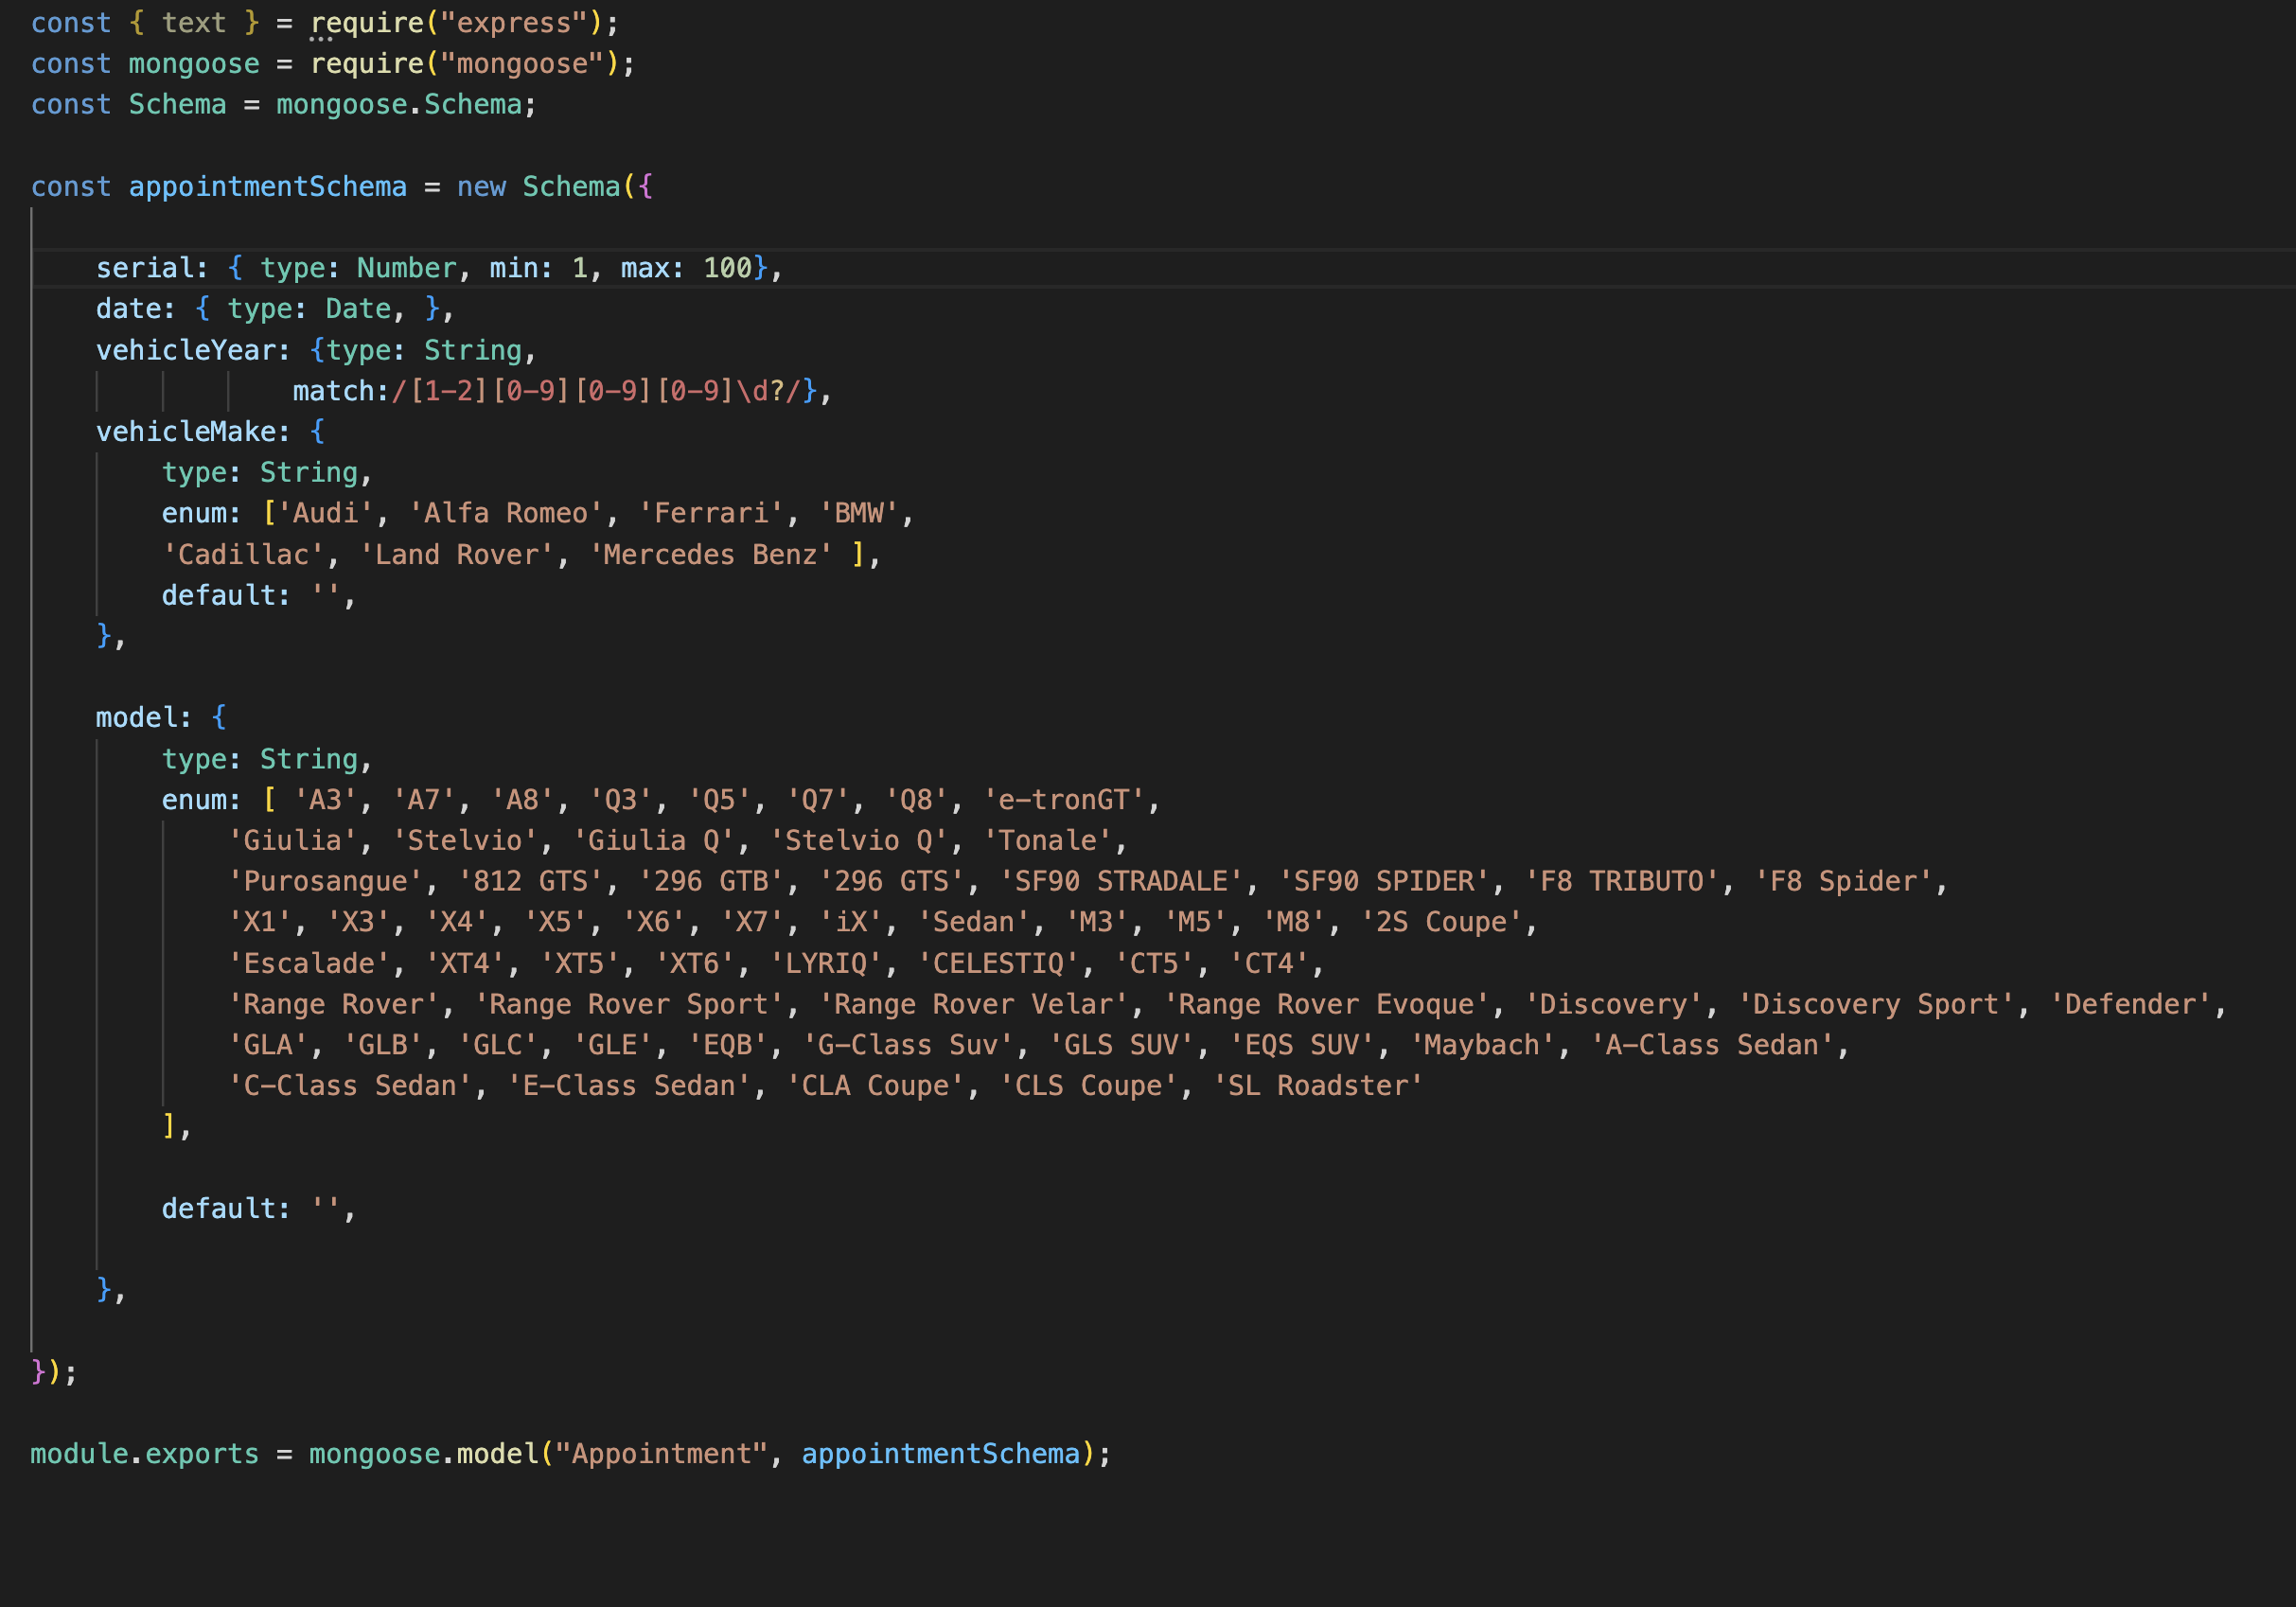 const { text } = require("express");
const mongoose = require("mongoose");
const Schema = mongoose.Schema;
const appointmentSchema = new Schema({
serial: { type: Number, min: 1, max: 100},
date: { type: Date, },
vehicleYear: {type: String,
match:/[1-2][0-9][0-9][0-9]\d?/},
vehicleMake: {
type: String,
enum: ['Audi', 'Alfa Romeo', 'Ferrari', 'BMW',
'Cadillac', 'Land Rover', 'Mercedes Benz' ],
default: '',
},
model: {
type: String,
enum: [ 'A3', 'A7', 'A8', 'Q3', 'Q5', 'Q7', 'Q8', 'e-tronGT',
'Giulia', 'Stelvio', 'Giulia Q', 'Stelvio Q', 'Tonale',
'Purosangue', '812 GTS', '296 GTB', '296 GTS', 'SF90 STRADALE', 'SF90 SPIDER', 'F8 TRIBUTO', 'F8 Spider',
'X1', 'X3', 'X4', 'X5', 'X6', 'X7', 'iX', 'Sedan', 'M3', 'M5', 'M8', '2S Coupe',
'Escalade', 'XT4', 'XT5', 'XT6', 'LYRIQ', 'CELESTIQ', 'CT5', 'CT4',
'Range Rover', 'Range Rover Sport', 'Range Rover Velar', 'Range Rover Evoque', 'Discovery', 'Discovery Sport', 'Defender',
'GLA', 'GLB', 'GLC', 'GLE', 'EQB', 'G-Class Suv', 'GLS SUV', 'EQS SUV', 'Maybach', 'A-Class Sedan',
'C-Class Sedan', 'E-Class Sedan', 'CLA Coupe', 'CLS Coupe', 'SL Roadster'
],
default: '',
},
});
module.exports = mongoose.model("Appointment", appointmentSchema);